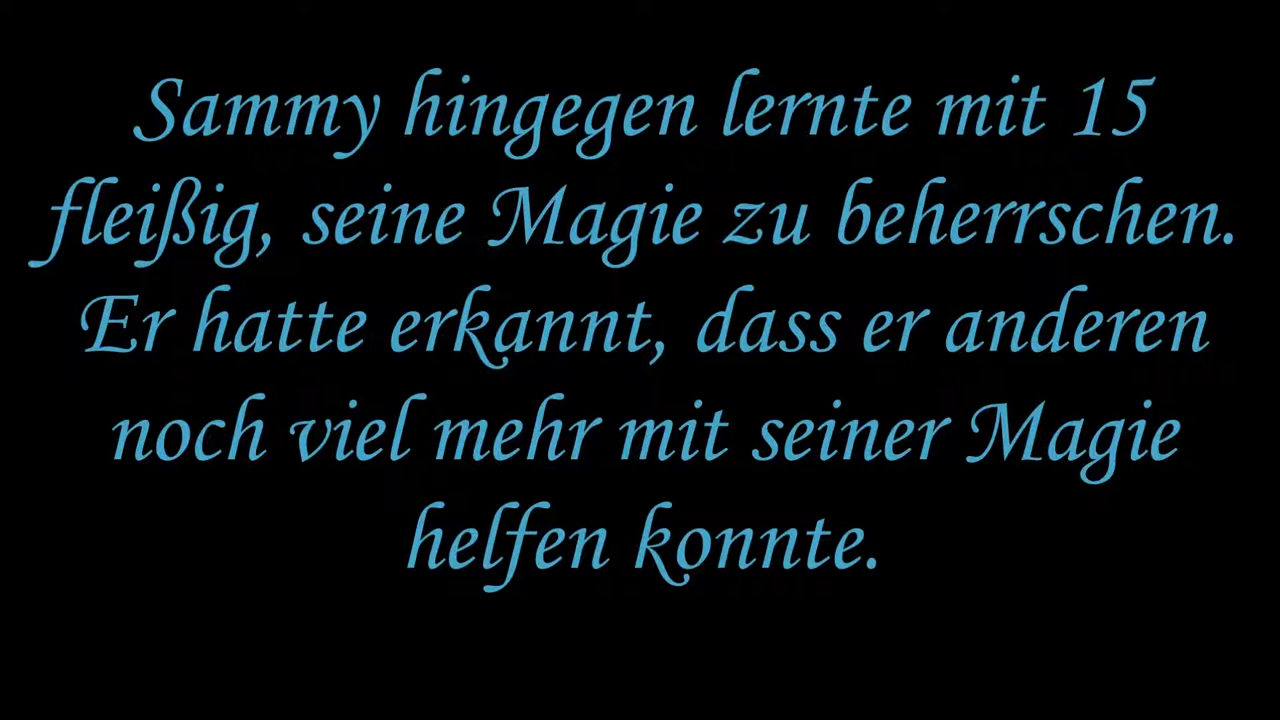 Sammy hingegen lernte mit 15
fleißig, seine Magie zu beherrschen.
Er hatte erkannt, dass er anderen
noch viel mehr mit seiner Magie
helfen konnte.